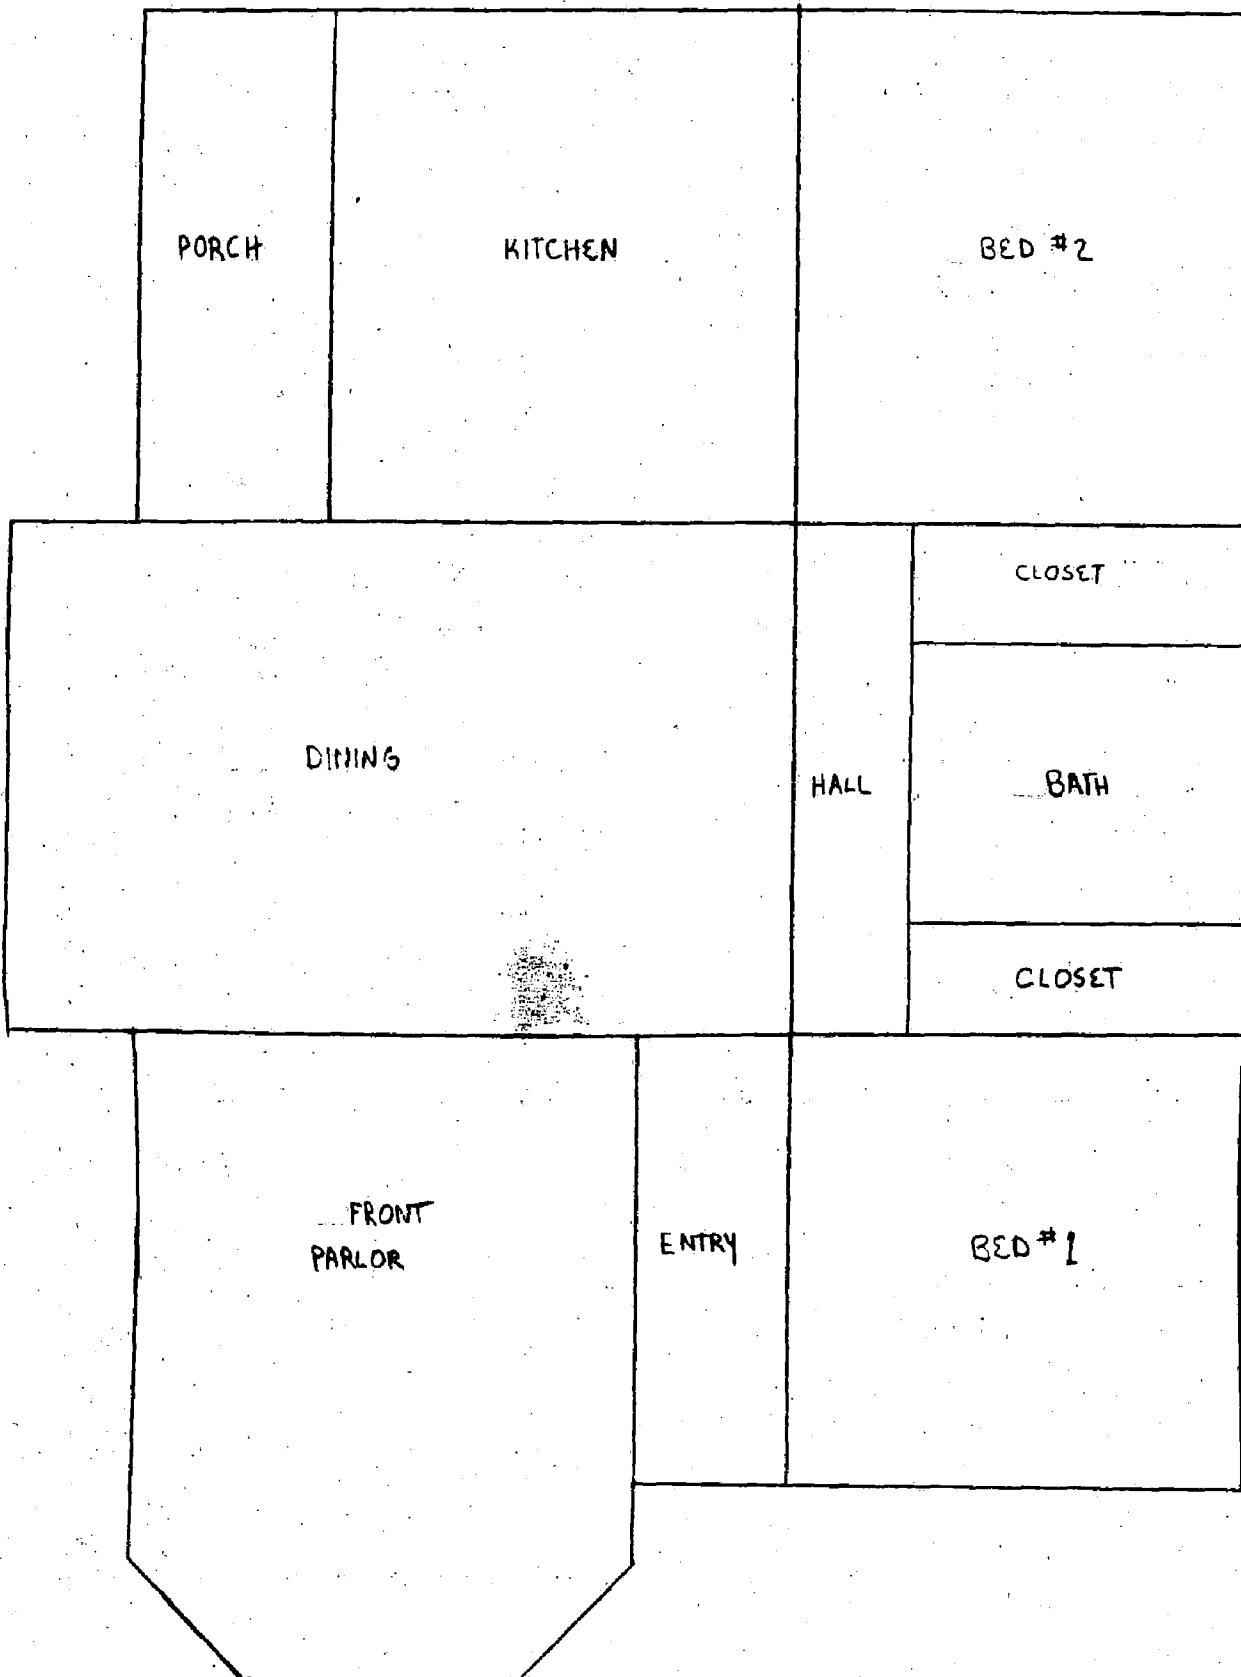 PORCH
KITCHEN
BED #2
CLOSET
DINING
HALL
BATH
CLOSET
FRONT
PARLOR
ENTRY
BED #1